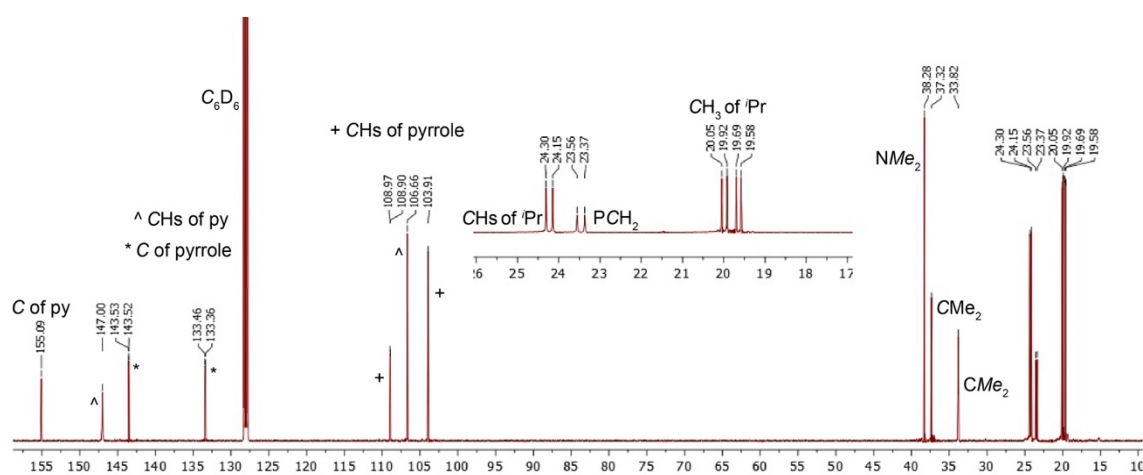 C₆D₆
+ CHs of pyrrole
^ CHs of py
* C of pyrrole
C of py
155.09
147.00
143.53
143.52
133.46
133.36
^
*
*
108.97
108.90
106.66
103.91
^
+
+
24.30
24.15
23.56
23.37
CH₃ of ⁱPr
20.05
19.92
19.69
19.58
CHs of ⁱPr
PCH₂
26 25 24 23 22 21 20 19 18 17
38.28
37.32
33.82
NMe₂
CMe₂
CMe₂
24.30
24.15
23.56
23.37
20.05
19.92
19.69
19.58
155 150 145 140 135 130 125 120 115 110 105 100 95 90 85 80 75 70 65 60 55 50 45 40 35 30 25 20 15 10